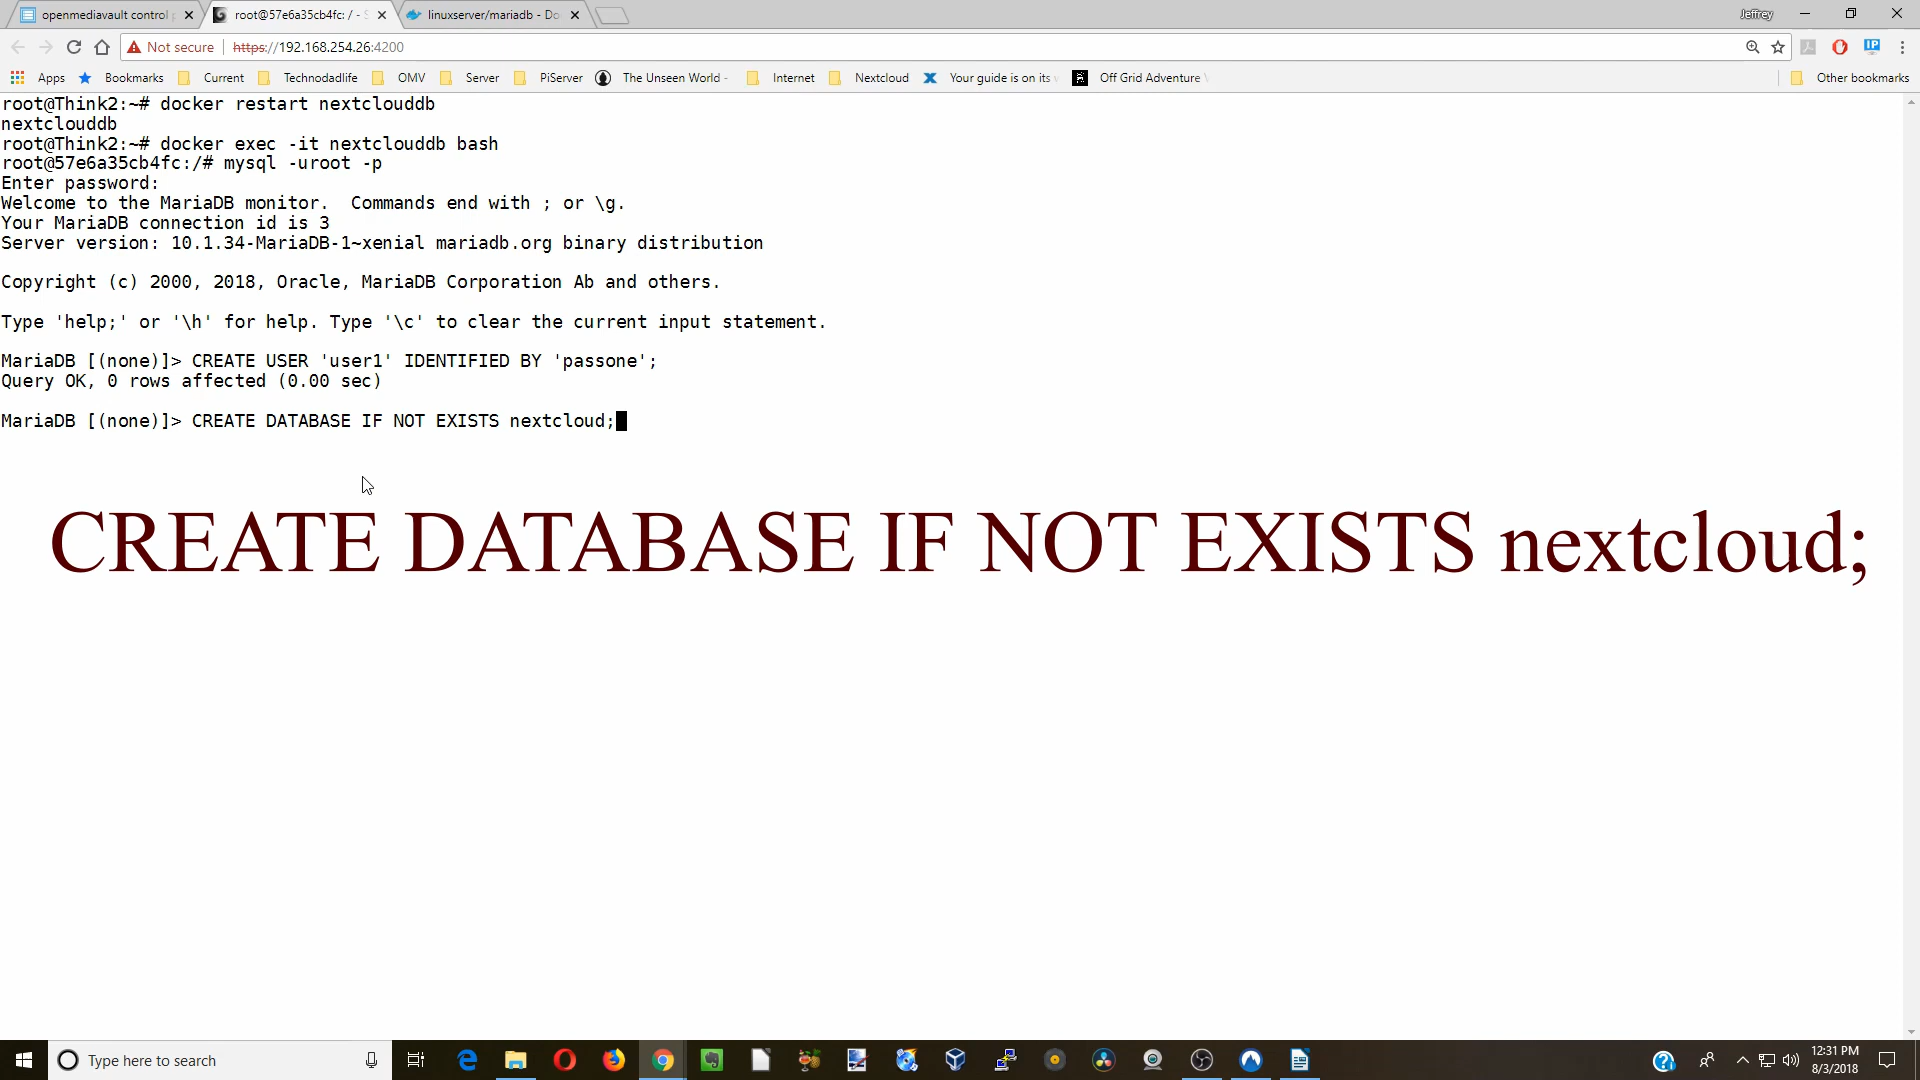 openmediavault control p
root@57e6a35cb4fc: / - S
linuxserver/mariadb - Do
Jeffrey
Not secure
https://192.168.254.26:4200
IP
Apps
Bookmarks
Current
Technodadlife
OMV
Server
PiServer
The Unseen World -
Internet
Nextcloud
Your guide is on its w
Off Grid Adventure
Other bookmarks
root@Think2:~# docker restart nextclouddb
nextclouddb
root@Think2:~# docker exec -it nextclouddb bash
root@57e6a35cb4fc:/# mysql -uroot -p
Enter password:
Welcome to the MariaDB monitor.  Commands end with ; or \g.
Your MariaDB connection id is 3
Server version: 10.1.34-MariaDB-1~xenial mariadb.org binary distribution
Copyright (c) 2000, 2018, Oracle, MariaDB Corporation Ab and others.
Type 'help;' or '\h' for help. Type '\c' to clear the current input statement.
MariaDB [(none)]> CREATE USER 'user1' IDENTIFIED BY 'passone';
Query OK, 0 rows affected (0.00 sec)
MariaDB [(none)]> CREATE DATABASE IF NOT EXISTS nextcloud;
CREATE DATABASE IF NOT EXISTS nextcloud;
Type here to search
12:31 PM
8/3/2018